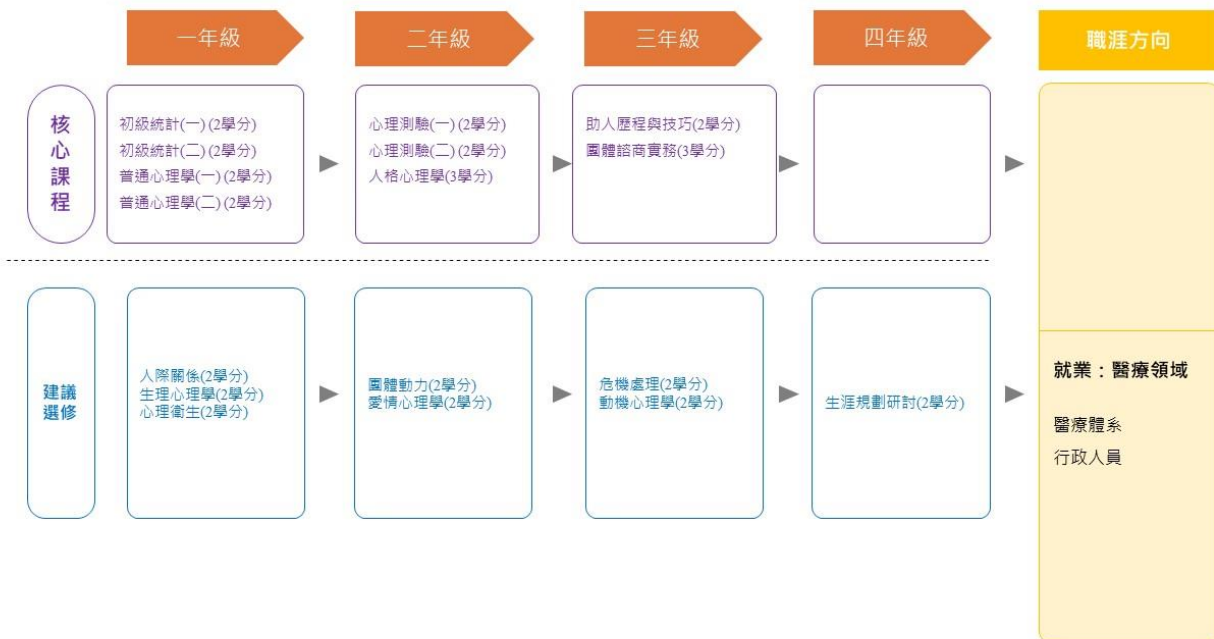 一年級
二年級
三年級
四年級
職涯方向
核心課程
初級統計(一)(2學分)
初級統計(二)(2學分)
普通心理學(一)(2學分)
普通心理學(二)(2學分)
心理測驗(一)(2學分)
心理測驗(二)(2學分)
人格心理學(3學分)
助人歷程與技巧(2學分)
團體諮商實務(3學分)
建議
選修
人際關係(2學分)
生理心理學(2學分)
心理衛生(2學分)
團體動力(2學分)
愛情心理學(2學分)
危機處理(2學分)
動機心理學(2學分)
生涯規劃研討(2學分)
就業：醫療領域
醫療體系
行政人員